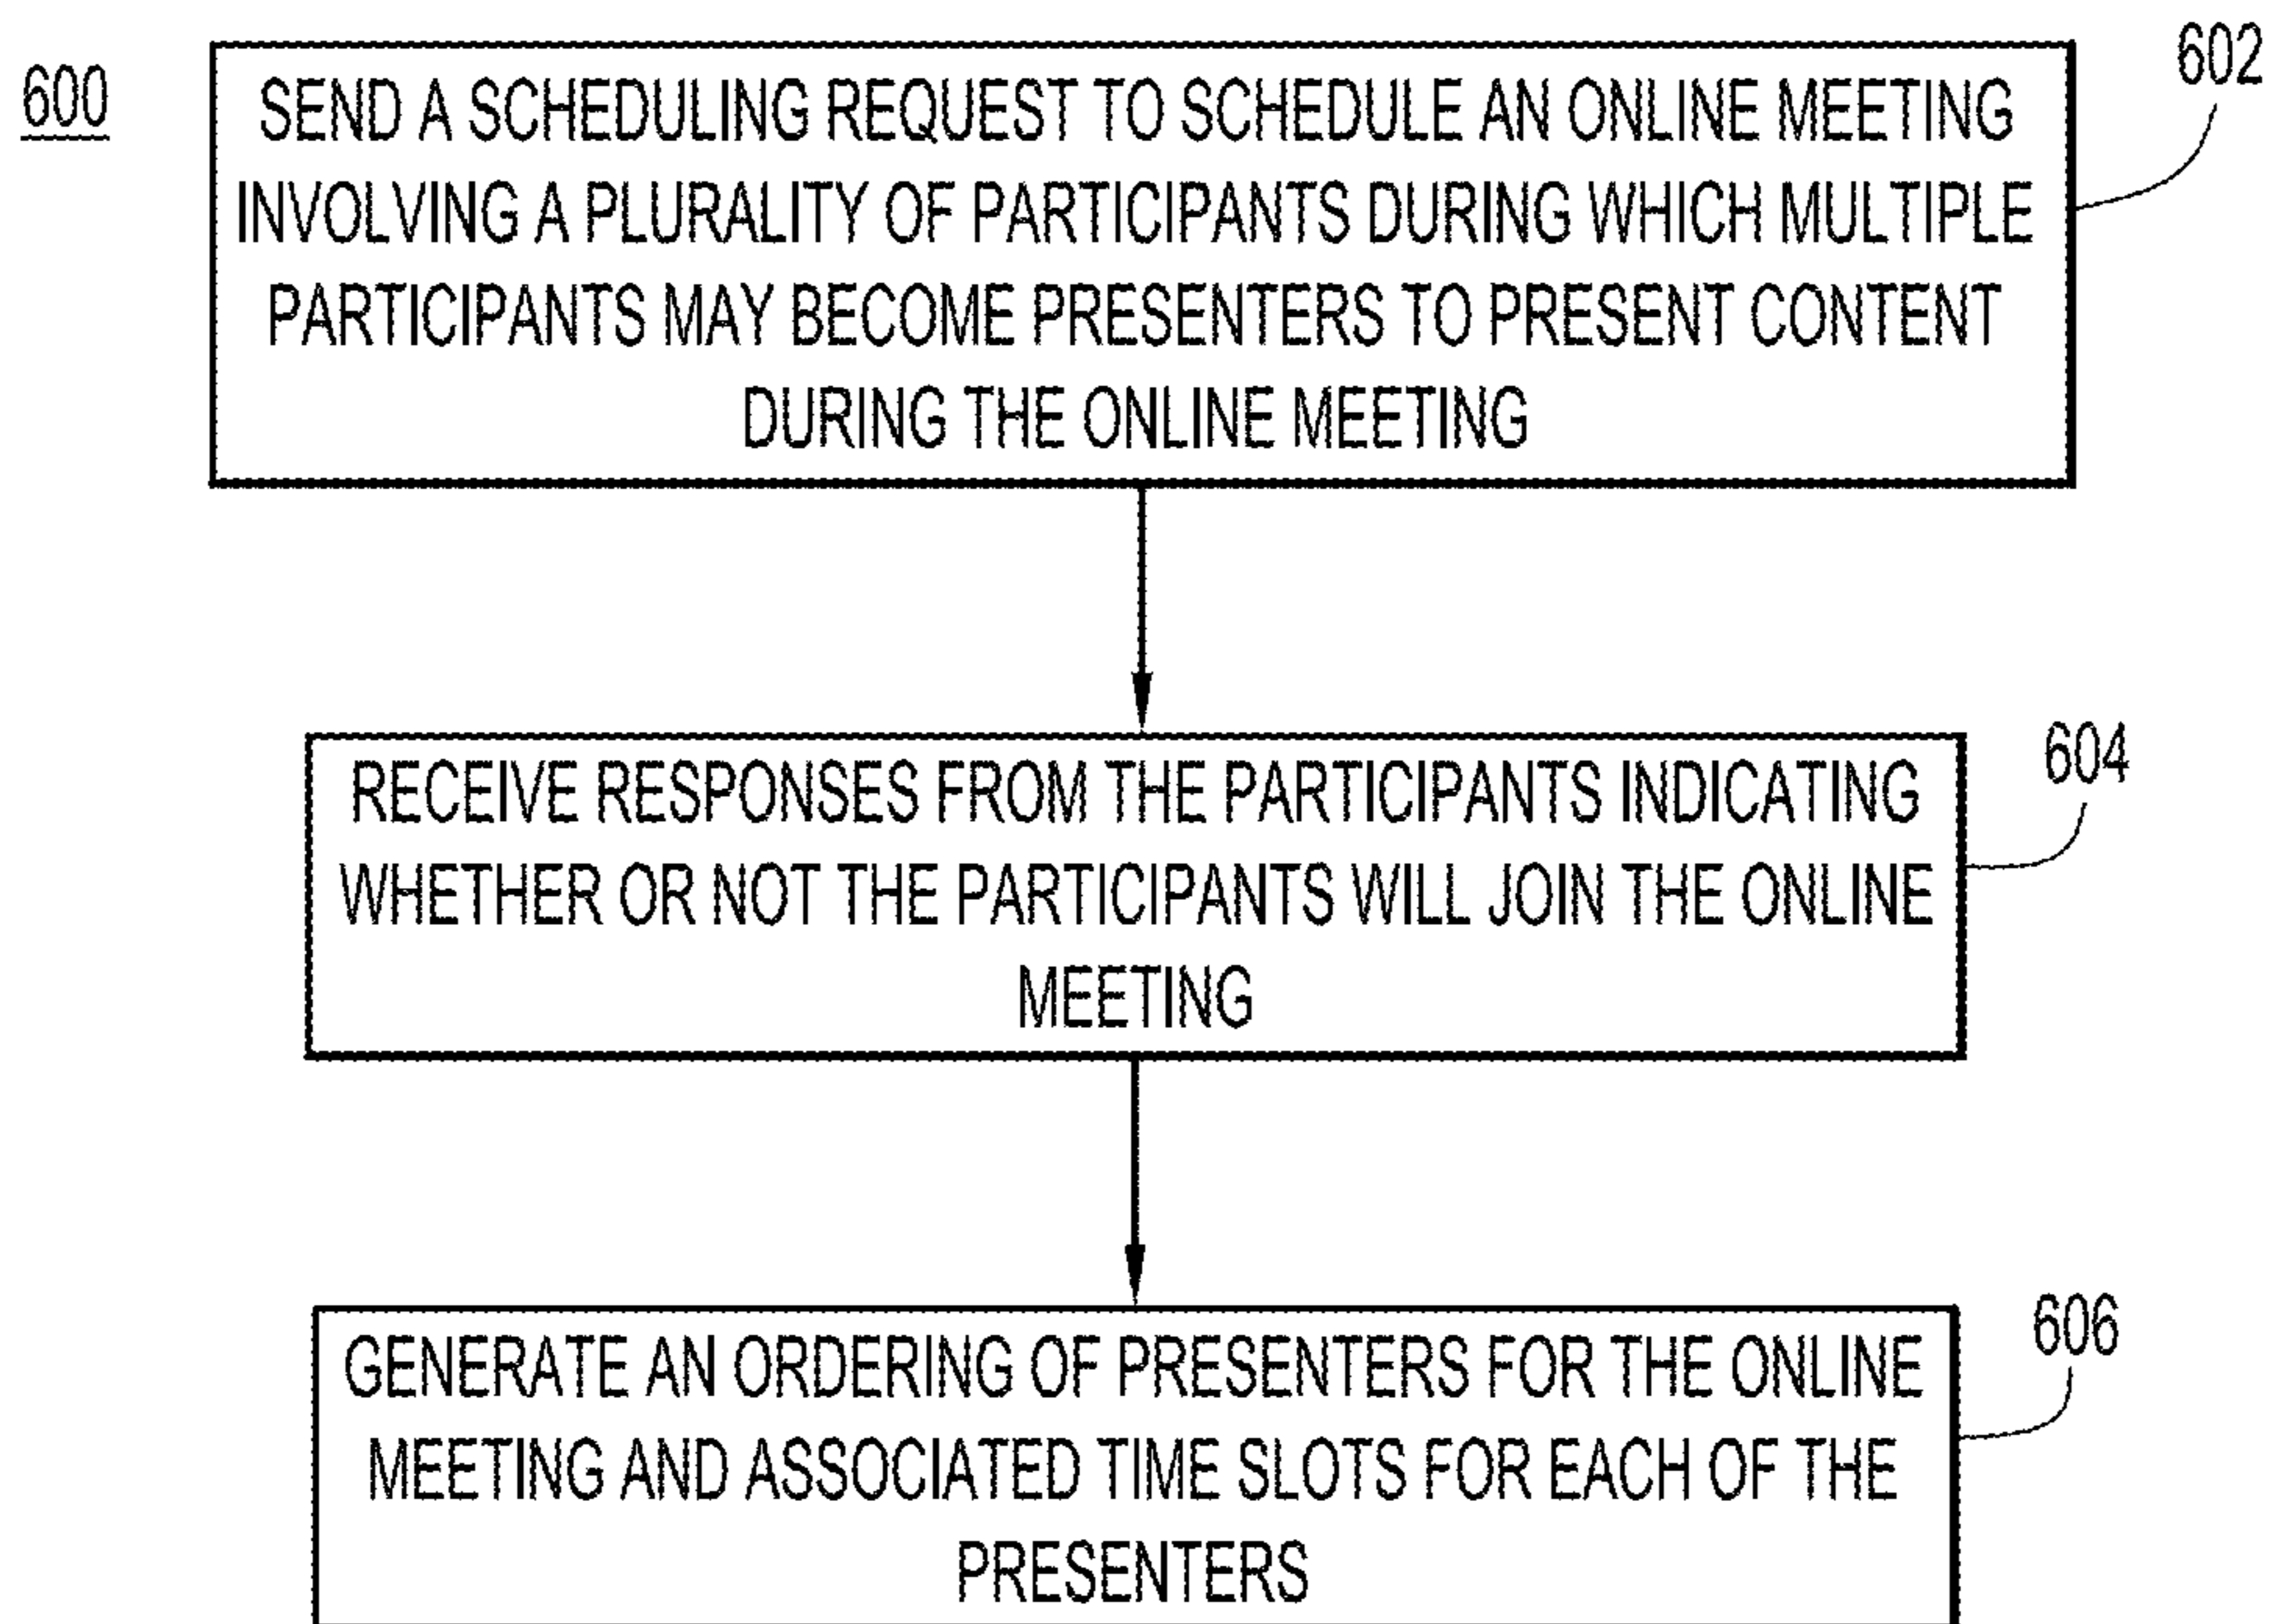 600
602
SEND A SCHEDULING REQUEST TO SCHEDULE AN ONLINE MEETING
INVOLVING A PLURALITY OF PARTICIPANTS DURING WHICH MULTIPLE
PARTICIPANTS MAY BECOME PRESENTERS TO PRESENT CONTENT
DURING THE ONLINE MEETING
604
RECEIVE RESPONSES FROM THE PARTICIPANTS INDICATING
WHETHER OR NOT THE PARTICIPANTS WILL JOIN THE ONLINE
MEETING
606
GENERATE AN ORDERING OF PRESENTERS FOR THE ONLINE
MEETING AND ASSOCIATED TIME SLOTS FOR EACH OF THE
PRESENTERS